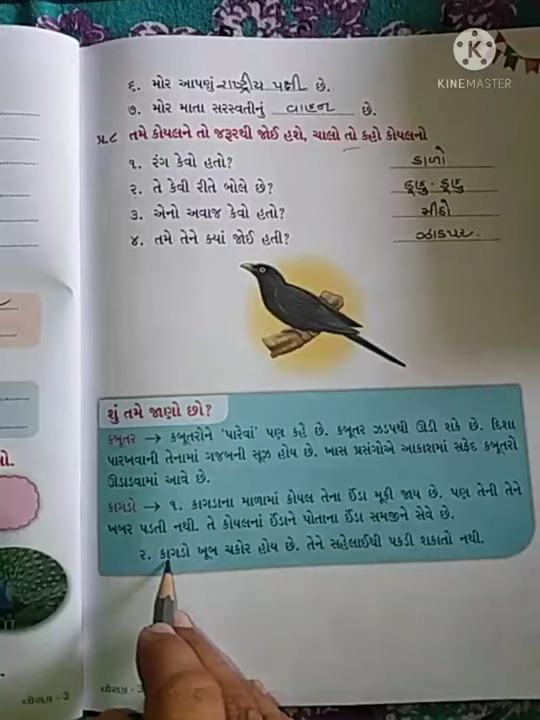 KINEMASTER
૬. મોર આપણું રાષ્ટ્રીય પક્ષી છે.
૭. મોર માતા સરસ્વતીનું વાહન છે.
પ્ર.૮ તમે કોયલને તો જરૂરથી જોઈ હશે, ચાલો તો કહો કોયલનો
૧. રંગ કેવો હતો? કાળો
૨. તે કેવી રીતે બોલે છે? કૂહુ-કૂહુ
૩. એનો અવાજ કેવો હતો? મીઠો
૪. તમે તેને ક્યાં જોઈ હતી? ઝાડપર.
શું તમે જાણો છો?
કબૂતર → કબૂતરોને 'પારેવાં' પણ કહે છે. કબૂતર ઝડપથી ઊડી શકે છે. દિશા
પારખવાની તેનામાં ગજબની સૂઝ હોય છે. ખાસ પ્રસંગોએ આકાશમાં સફેદ કબૂતરો
ઊડાડવામાં આવે છે.
કાગડો → ૧. કાગડાના માળામાં કોયલ તેના ઈંડા મૂકી જાય છે. પણ તેની તેને
ખબર પડતી નથી. તે કોયલનાં ઈંડાને પોતાના ઈંડા સમજીને સેવે છે.
૨. કાગડો ખૂબ ચકોર હોય છે. તેને સહેલાઈથી પકડી શકાતો નથી.